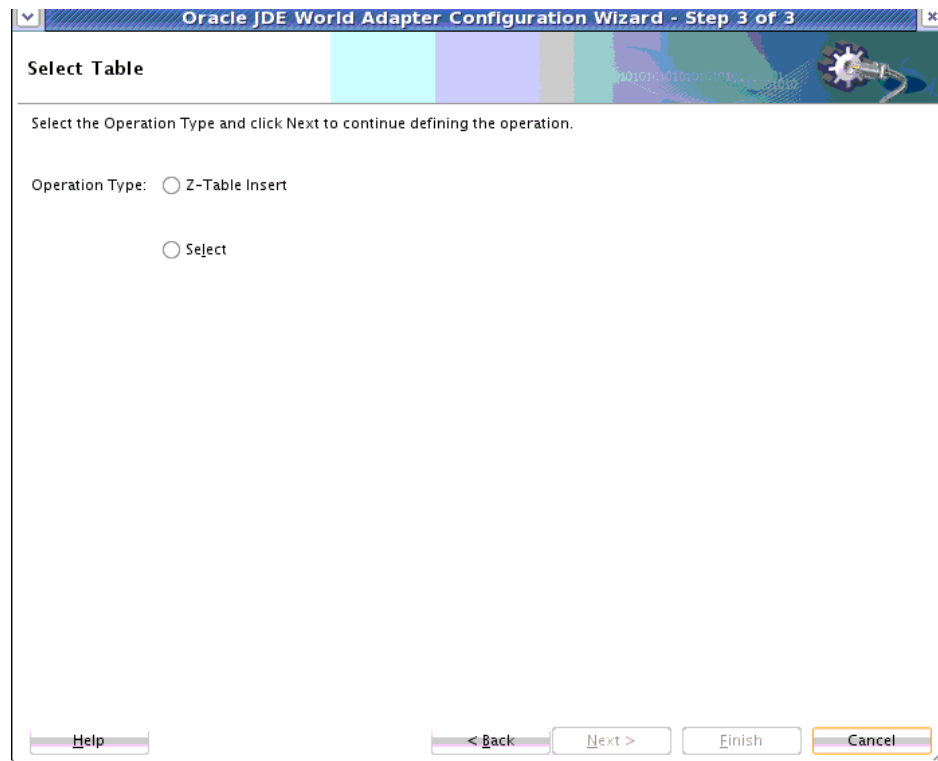 Oracle JDE World Adapter Configuration Wizard - Step 3 of 3
Select Table
Select the Operation Type and click Next to continue defining the operation.
Operation Type: Z-Table Insert
Select
Help < Back Next > Finish Cancel